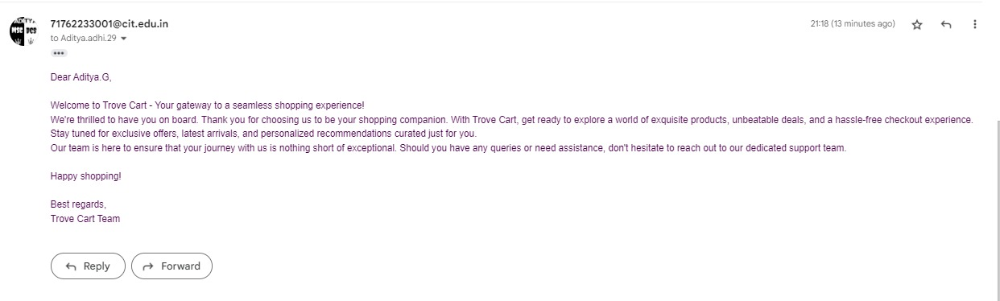 ADITYA
MSC DCS
71762233001@cit.edu.in
21:18 (13 minutes ago)
to Aditya.adhi.29
Dear Aditya.G,
Welcome to Trove Cart - Your gateway to a seamless shopping experience!
We're thrilled to have you on board. Thank you for choosing us to be your shopping companion. With Trove Cart, get ready to explore a world of exquisite products, unbeatable deals, and a hassle-free checkout experience.
Stay tuned for exclusive offers, latest arrivals, and personalized recommendations curated just for you.
Our team is here to ensure that your journey with us is nothing short of exceptional. Should you have any queries or need assistance, don't hesitate to reach out to our dedicated support team.
Happy shopping!
Best regards,
Trove Cart Team
Reply
Forward